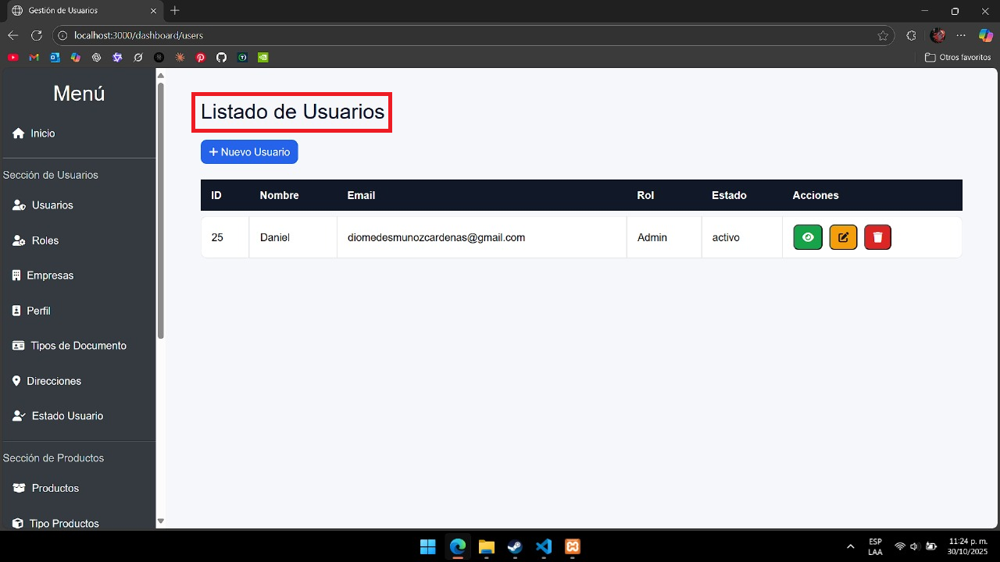 Gestión de Usuarios
localhost:3000/dashboard/users
Otros favoritos
Menú
Inicio
Sección de Usuarios
Usuarios
Roles
Empresas
Perfil
Tipos de Documento
Direcciones
Estado Usuario
Sección de Productos
Productos
Tipo Productos
Listado de Usuarios
+ Nuevo Usuario
ID Nombre Email Rol Estado Acciones
25 Daniel diomedesmunozcardenas@gmail.com Admin activo
ESP
LAA
11:24 p. m.
30/10/2025